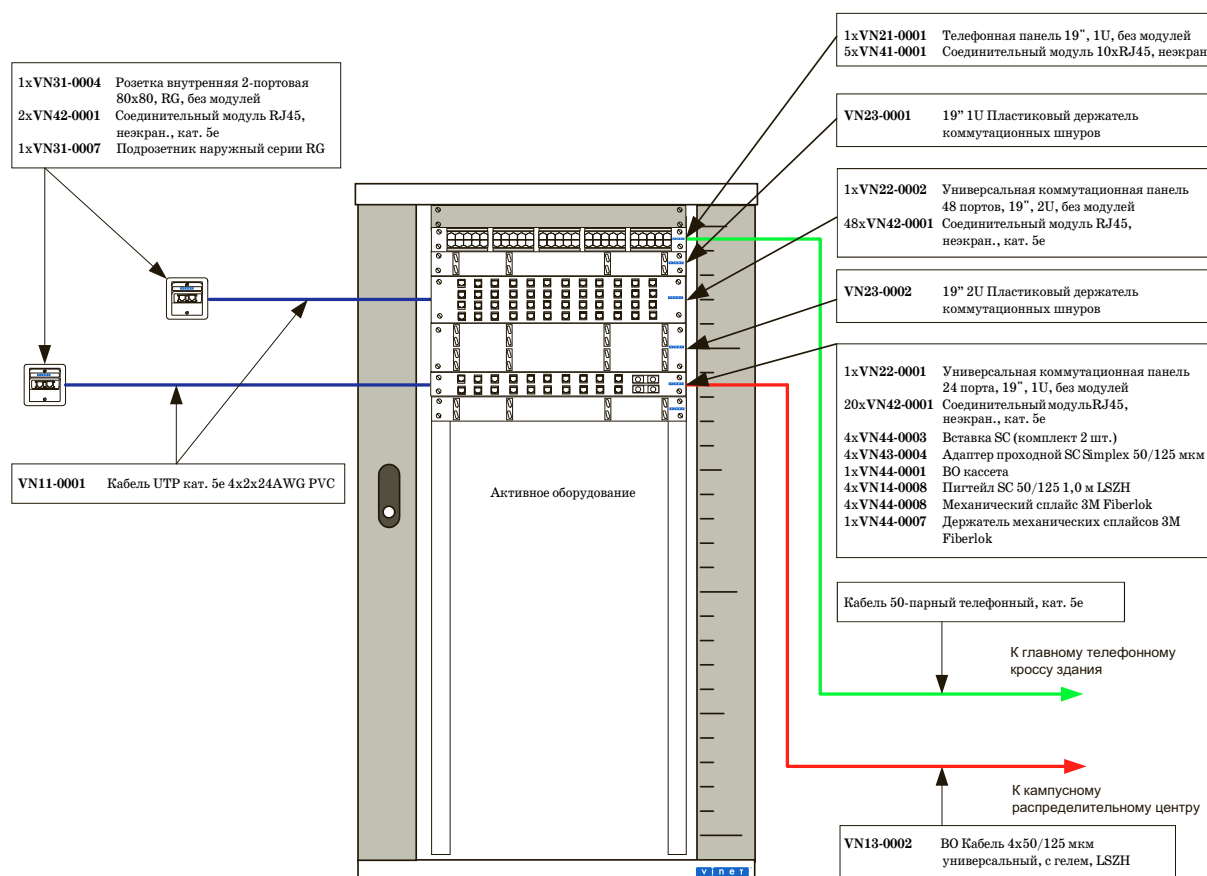 1xVN31-0004 Розетка внутренняя 2-портовая
80x80, RG, без модулей
2xVN42-0001 Соединительный модуль RJ45,
неэкран., кат. 5е
1xVN31-0007 Подрозетник наружный серии RG
VN11-0001 Кабель UTP кат. 5е 4x2x24AWG PVC
Активное оборудование
vinet
1xVN21-0001 Телефонная панель 19", 1U, без модулей
5xVN41-0001 Соединительный модуль 10xRJ45, неэкран
VN23-0001 19” 1U Пластиковый держатель
коммутационных шнуров
1xVN22-0002 Универсальная коммутационная панель
48 портов, 19", 2U, без модулей
48xVN42-0001 Соединительный модуль RJ45,
неэкран., кат. 5е
VN23-0002 19” 2U Пластиковый держатель
коммутационных шнуров
1xVN22-0001 Универсальная коммутационная панель
24 порта, 19", 1U, без модулей
20xVN42-0001 Соединительный модульRJ45,
неэкран., кат. 5е
4xVN44-0003 Вставка SC (комплект 2 шт.)
4xVN43-0004 Адаптер проходной SC Simplex 50/125 мкм
1xVN44-0001 ВО кассета
4xVN14-0008 Пигтейл SC 50/125 1,0 м LSZH
4xVN44-0008 Механический сплайс 3M Fiberlok
1xVN44-0007 Держатель механических сплайсов 3M
Fiberlok
Кабель 50-парный телефонный, кат. 5е
К главному телефонному
кроссу здания
К кампусному
распределительному центру
VN13-0002 ВО Кабель 4x50/125 мкм
универсальный, с гелем, LSZH